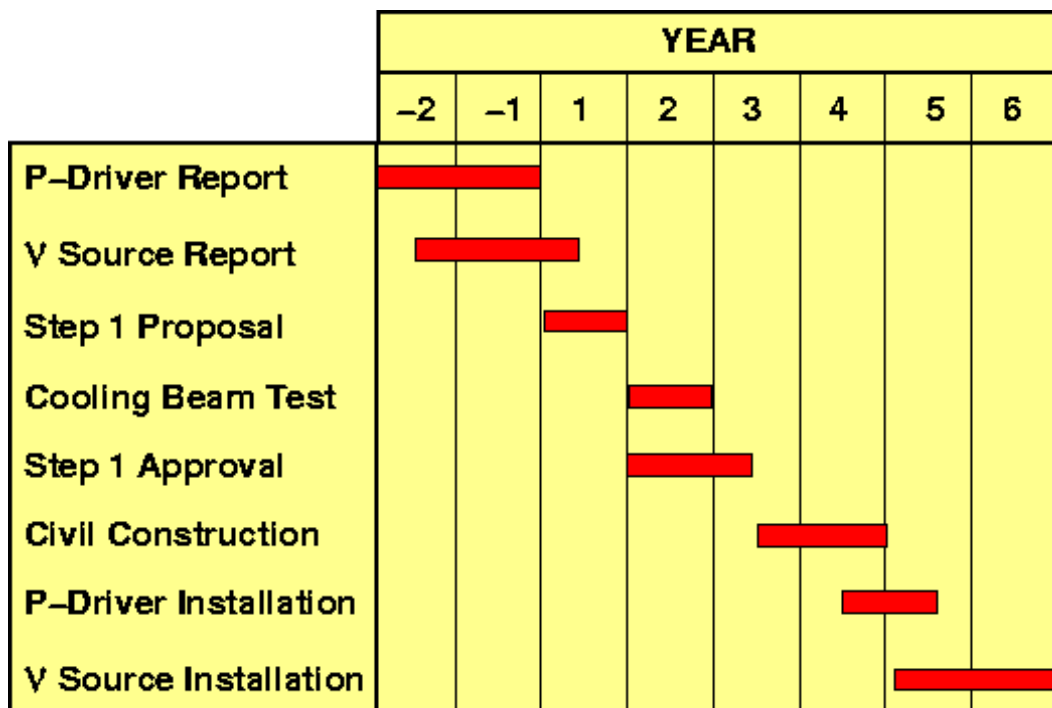 YEAR
–2 –1 1 2 3 4 5 6
P–Driver Report
V Source Report
Step 1 Proposal
Cooling Beam Test
Step 1 Approval
Civil Construction
P–Driver Installation
V Source Installation